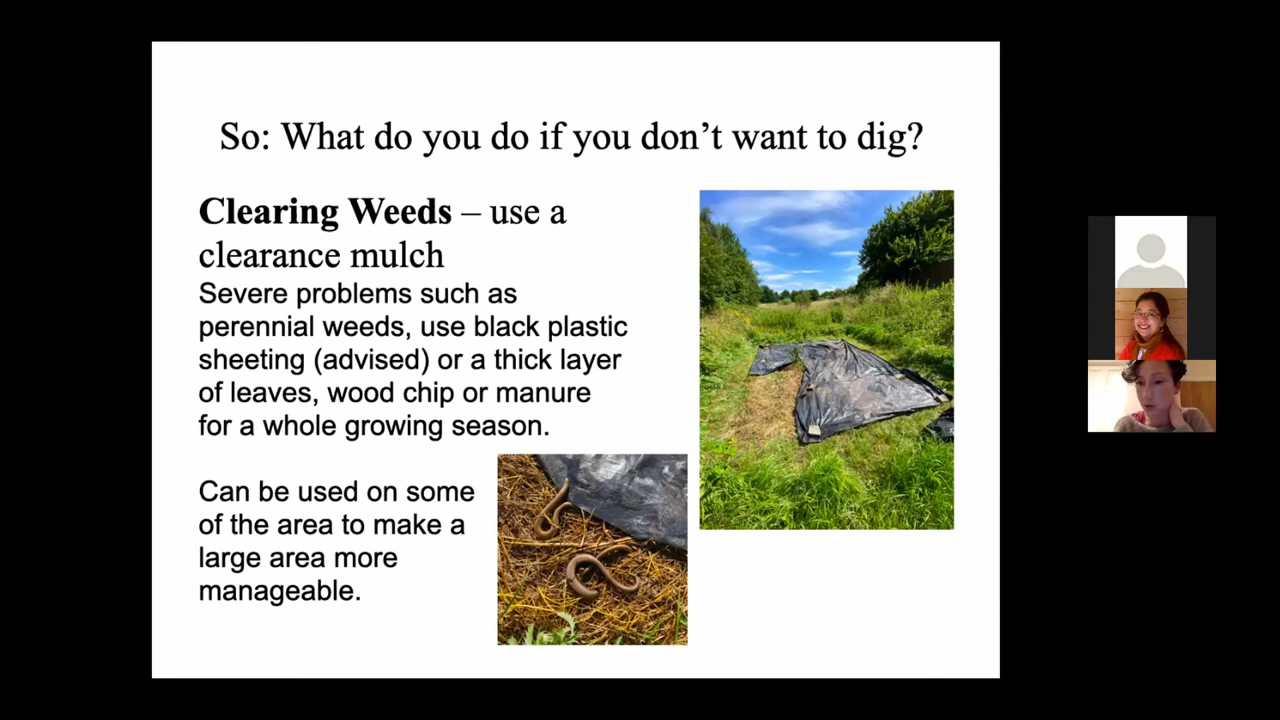 So: What do you do if you don’t want to dig?
Clearing Weeds – use a
clearance mulch
Severe problems such as
perennial weeds, use black plastic
sheeting (advised) or a thick layer
of leaves, wood chip or manure
for a whole growing season.
Can be used on some
of the area to make a
large area more
manageable.